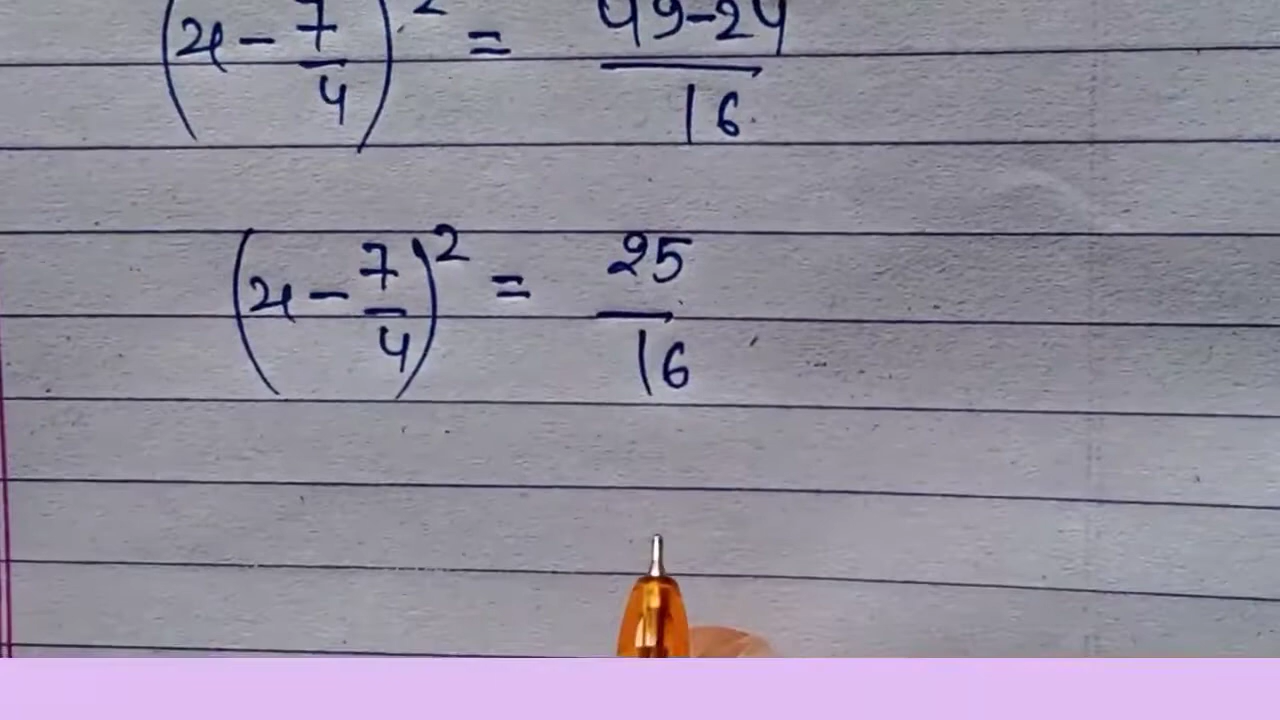 (x - 7/4)² = 49-24/16
(x - 7/4)² = 25/16